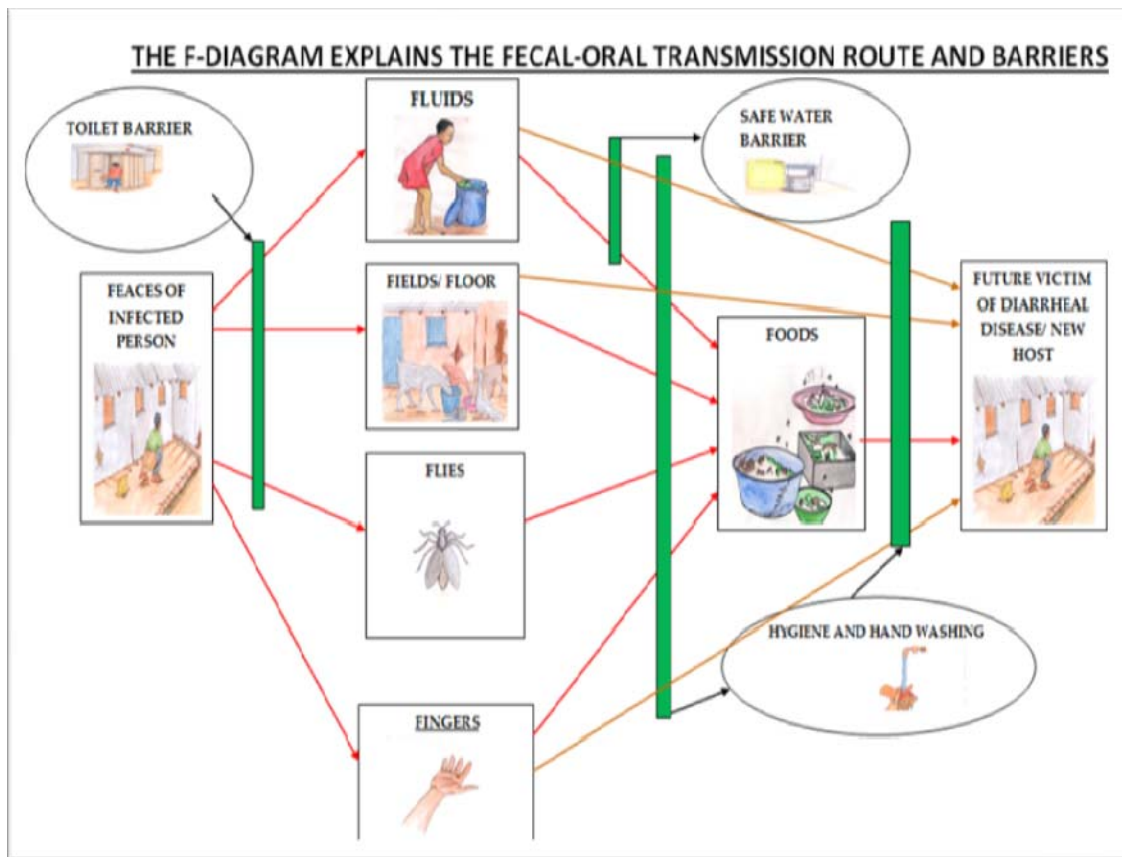 THE F-DIAGRAM EXPLAINS THE FECAL-ORAL TRANSMISSION ROUTE AND BARRIERS
TOILET BARRIER
FLUIDS
SAFE WATER
BARRIER
FEACES OF
INFECTED
PERSON
FIELDS/ FLOOR
FOODS
FUTURE VICTIM
OF DIARRHEAL
DISEASE/ NEW
HOST
FLIES
HYGIENE AND HAND WASHING
FINGERS